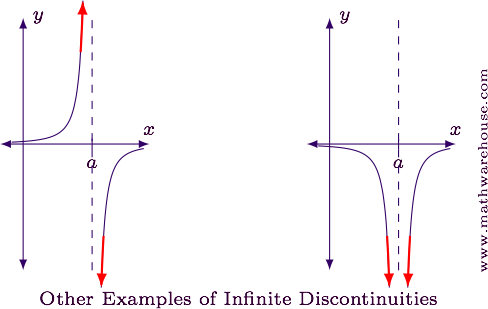 y
x
a
y
x
a
www.mathwarehouse.com
Other Examples of Infinite Discontinuities